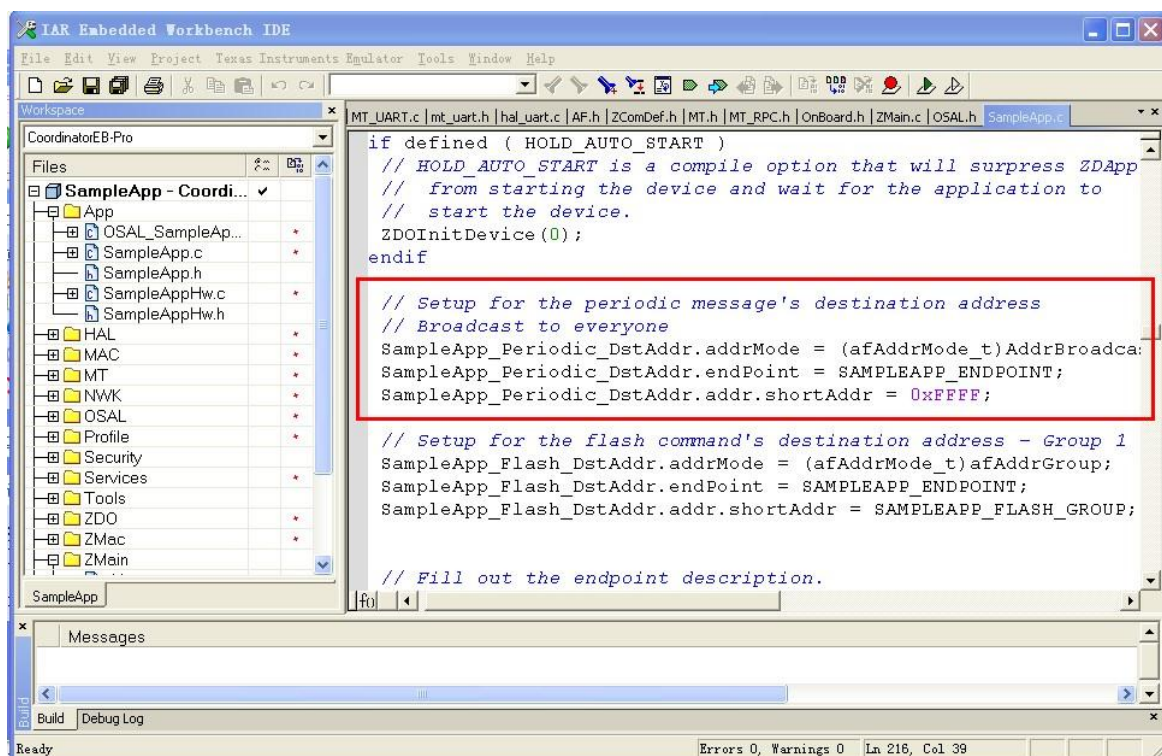 IAR Embedded Workbench IDE
File Edit View Project Texas Instruments Emulator Tools Window Help
Workspace
CoordinatorEB-Pro
Files
SampleApp - Coordi...
App
OSAL_SampleAp...
SampleApp.c
SampleApp.h
SampleAppHw.c
SampleAppHw.h
HAL
MAC
MT
NWK
OSAL
Profile
Security
Services
Tools
ZDO
ZMac
ZMain
SampleApp
MT_UART.c | mt_uart.h | hal_uart.c | AF.h | ZComDef.h | MT.h | MT_RPC.h | OnBoard.h | ZMain.c | OSAL.h | SampleApp.c
if defined ( HOLD_AUTO_START )
// HOLD_AUTO_START is a compile option that will surpress ZDApp
//  from starting the device and wait for the application to
//  start the device.
ZDOInitDevice(0);
endif
// Setup for the periodic message's destination address
// Broadcast to everyone
SampleApp_Periodic_DstAddr.addrMode = (afAddrMode_t)AddrBroadca
SampleApp_Periodic_DstAddr.endPoint = SAMPLEAPP_ENDPOINT;
SampleApp_Periodic_DstAddr.addr.shortAddr = 0xFFFF;
// Setup for the flash command's destination address - Group 1
SampleApp_Flash_DstAddr.addrMode = (afAddrMode_t)afAddrGroup;
SampleApp_Flash_DstAddr.endPoint = SAMPLEAPP_ENDPOINT;
SampleApp_Flash_DstAddr.addr.shortAddr = SAMPLEAPP_FLASH_GROUP;
// Fill out the endpoint description.
f()
Messages
Build
Build Debug Log
Ready
Errors 0, Warnings 0 Ln 216, Col 39